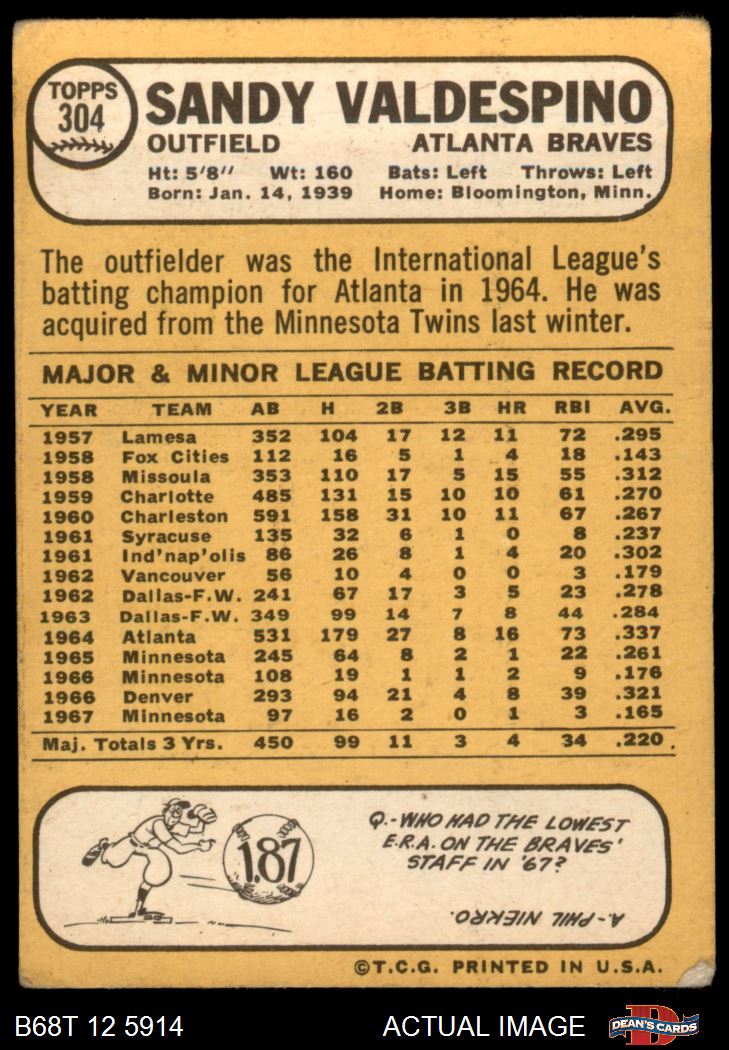 TOPPS
304
SANDY VALDESPINO
OUTFIELD ATLANTA BRAVES
Ht: 5'8" Wt: 160 Bats: Left Throws: Left
Born: Jan. 14, 1939 Home: Bloomington, Minn.
The outfielder was the International League's
batting champion for Atlanta in 1964. He was
acquired from the Minnesota Twins last winter.
MAJOR & MINOR LEAGUE BATTING RECORD
YEAR TEAM AB H 2B 3B HR RBI AVG.
1957 Lamesa 352 104 17 12 11 72 .295
1958 Fox Cities 112 16 5 1 4 18 .143
1958 Missoula 353 110 17 5 15 55 .312
1959 Charlotte 485 131 15 10 10 61 .270
1960 Charleston 591 158 31 10 11 67 .267
1961 Syracuse 135 32 6 1 0 8 .237
1961 Ind'nap'olis 86 26 8 1 4 20 .302
1962 Vancouver 56 10 4 0 0 3 .179
1962 Dallas-F.W. 241 67 17 3 5 23 .278
1963 Dallas-F.W. 349 99 14 7 8 44 .284
1964 Atlanta 531 179 27 8 16 73 .337
1965 Minnesota 245 64 8 2 1 22 .261
1966 Minnesota 108 19 1 1 2 9 .176
1966 Denver 293 94 21 4 8 39 .321
1967 Minnesota 97 16 2 0 1 3 .165
Maj. Totals 3 Yrs. 450 99 11 3 4 34 .220
1.87
Q.-WHO HAD THE LOWEST
E.R.A. ON THE BRAVES'
STAFF IN '67?
A.-PHIL NIEKRO.
©T.C.G. PRINTED IN U.S.A.
B68T 12 5914 ACTUAL IMAGE
D
DEAN'S CARDS